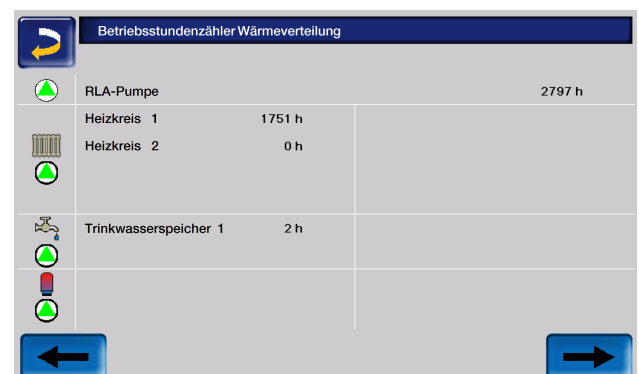 Betriebsstundenzähler Wärmeverteilung
RLA-Pumpe 2797 h
Heizkreis 1 1751 h
Heizkreis 2 0 h
Trinkwasserspeicher 1 2 h